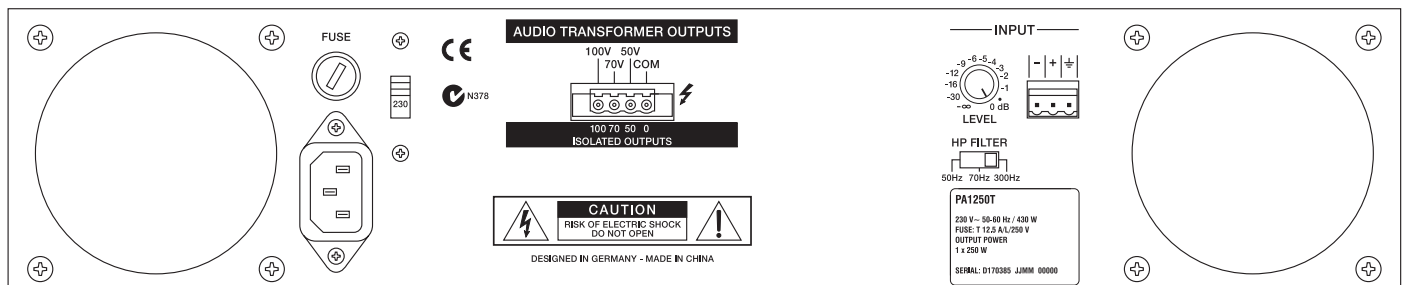 FUSE
230
CE
N378
AUDIO TRANSFORMER OUTPUTS
100V 50V
70V COM
100 70 50 0
ISOLATED OUTPUTS
CAUTION
RISK OF ELECTRIC SHOCK
DO NOT OPEN
DESIGNED IN GERMANY - MADE IN CHINA
INPUT
-∞ -30 -16 -12 -9 -6 -5 -4 -3 -2 -1 0 dB
LEVEL
- +
HP FILTER
50Hz 70Hz 300Hz
PA1250T
230 V~ 50-60 Hz / 430 W
FUSE: T 12,5 A/L/250 V
OUTPUT POWER
1 x 250 W
SERIAL: D170385 JJMM 00000